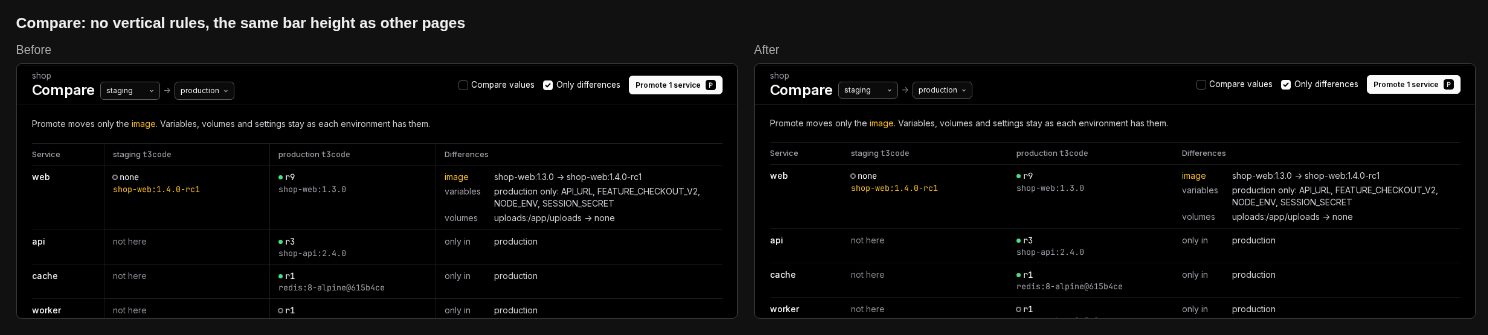 Compare: no vertical rules, the same bar height as other pages
Before
shop
Compare staging → production Compare values Only differences Promote 1 service P
Promote moves only the image. Variables, volumes and settings stay as each environment has them.
Service staging t3code production t3code Differences
web none r9 image shop-web:1.3.0 → shop-web:1.4.0-rc1
shop-web:1.4.0-rc1 shop-web:1.3.0 variables production only: API_URL, FEATURE_CHECKOUT_V2,
NODE_ENV, SESSION_SECRET
volumes uploads:/app/uploads → none
api not here r3 only in production
shop-api:2.4.0
cache not here r1 only in production
redis:8-alpine@615b4ce
worker not here r1
After
shop
Compare staging → production Compare values Only differences Promote 1 service P
Promote moves only the image. Variables, volumes and settings stay as each environment has them.
Service staging t3code production t3code Differences
web none r9 image shop-web:1.3.0 → shop-web:1.4.0-rc1
shop-web:1.4.0-rc1 shop-web:1.3.0 variables production only: API_URL, FEATURE_CHECKOUT_V2,
NODE_ENV, SESSION_SECRET
volumes uploads:/app/uploads → none
api not here r3 only in production
shop-api:2.4.0
cache not here r1 only in production
redis:8-alpine@615b4ce
worker not here r1 only in production